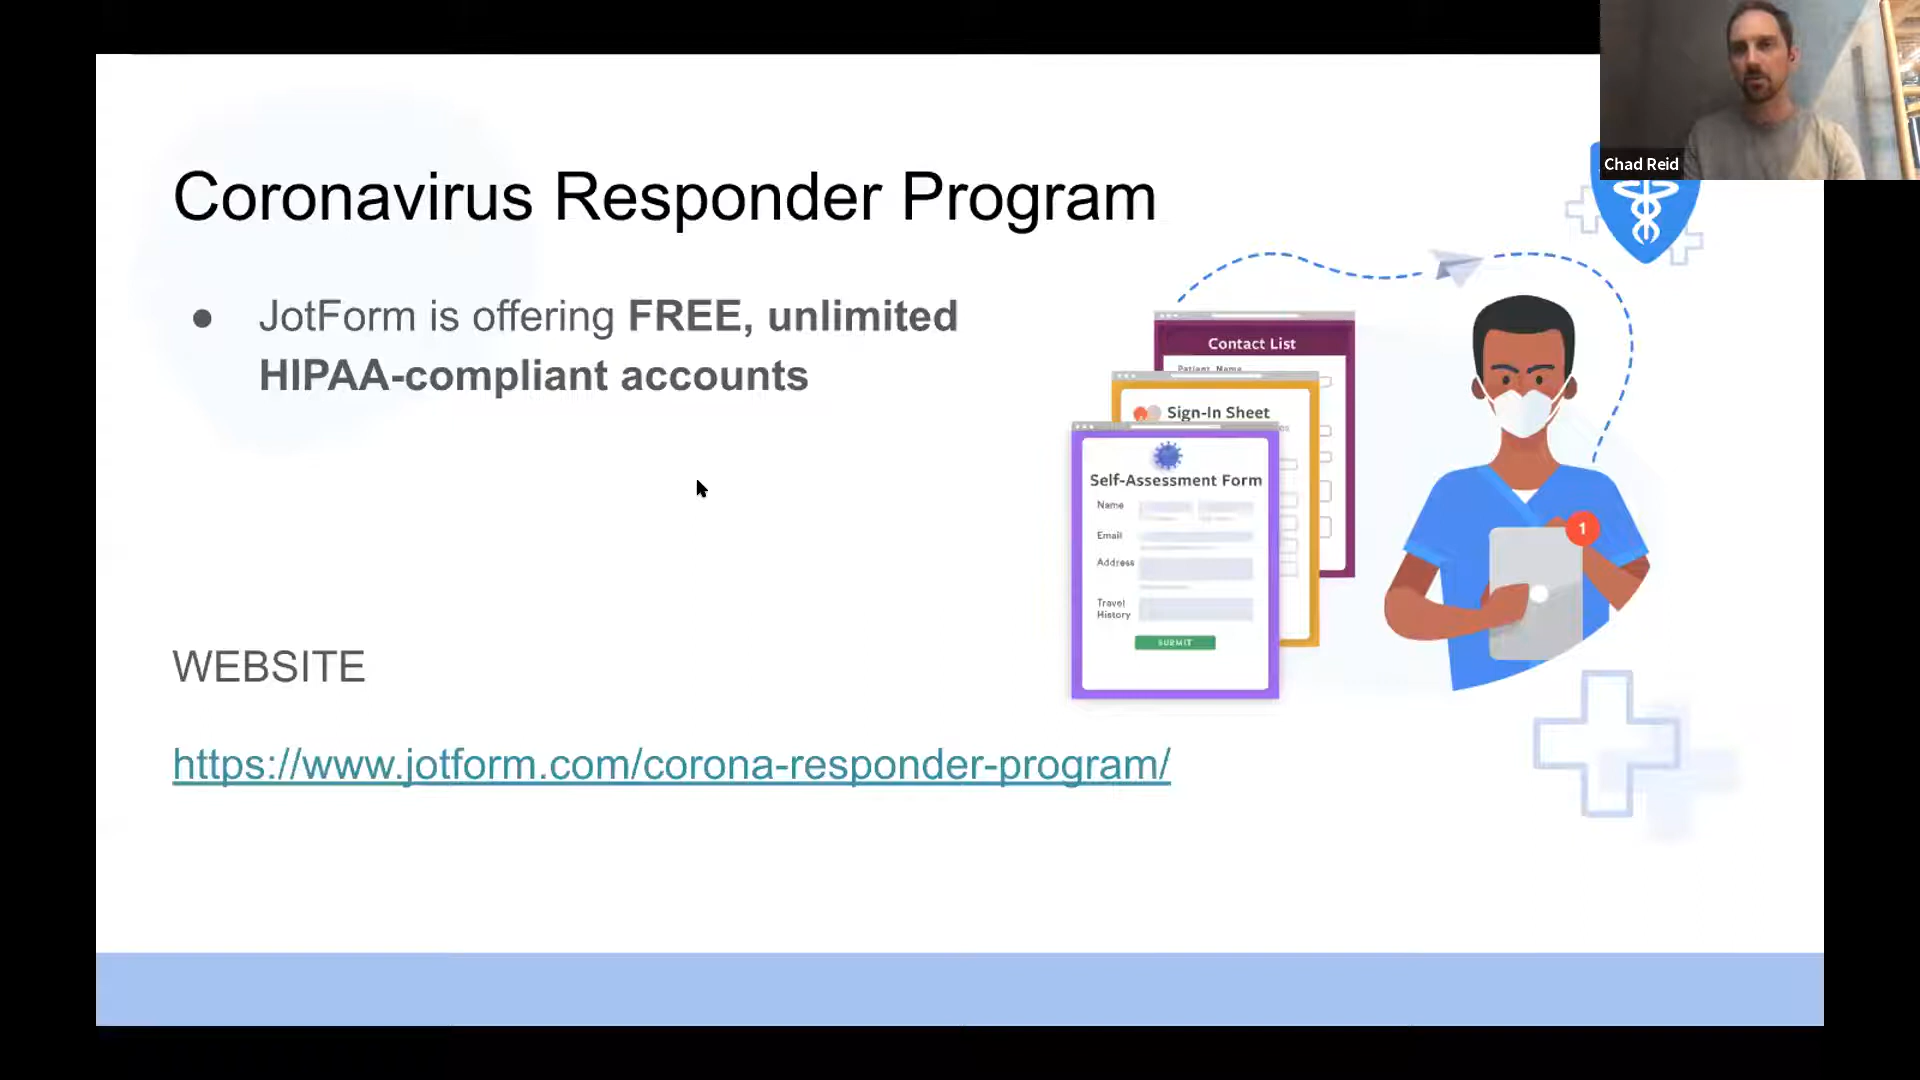 Chad Reid
Coronavirus Responder Program
● JotForm is offering FREE, unlimited
HIPAA-compliant accounts
WEBSITE
https://www.jotform.com/corona-responder-program/
Contact List
Patient Name
Sign-In Sheet
Self-Assessment Form
Name
Email
Address
Travel
History
SUBMIT
1